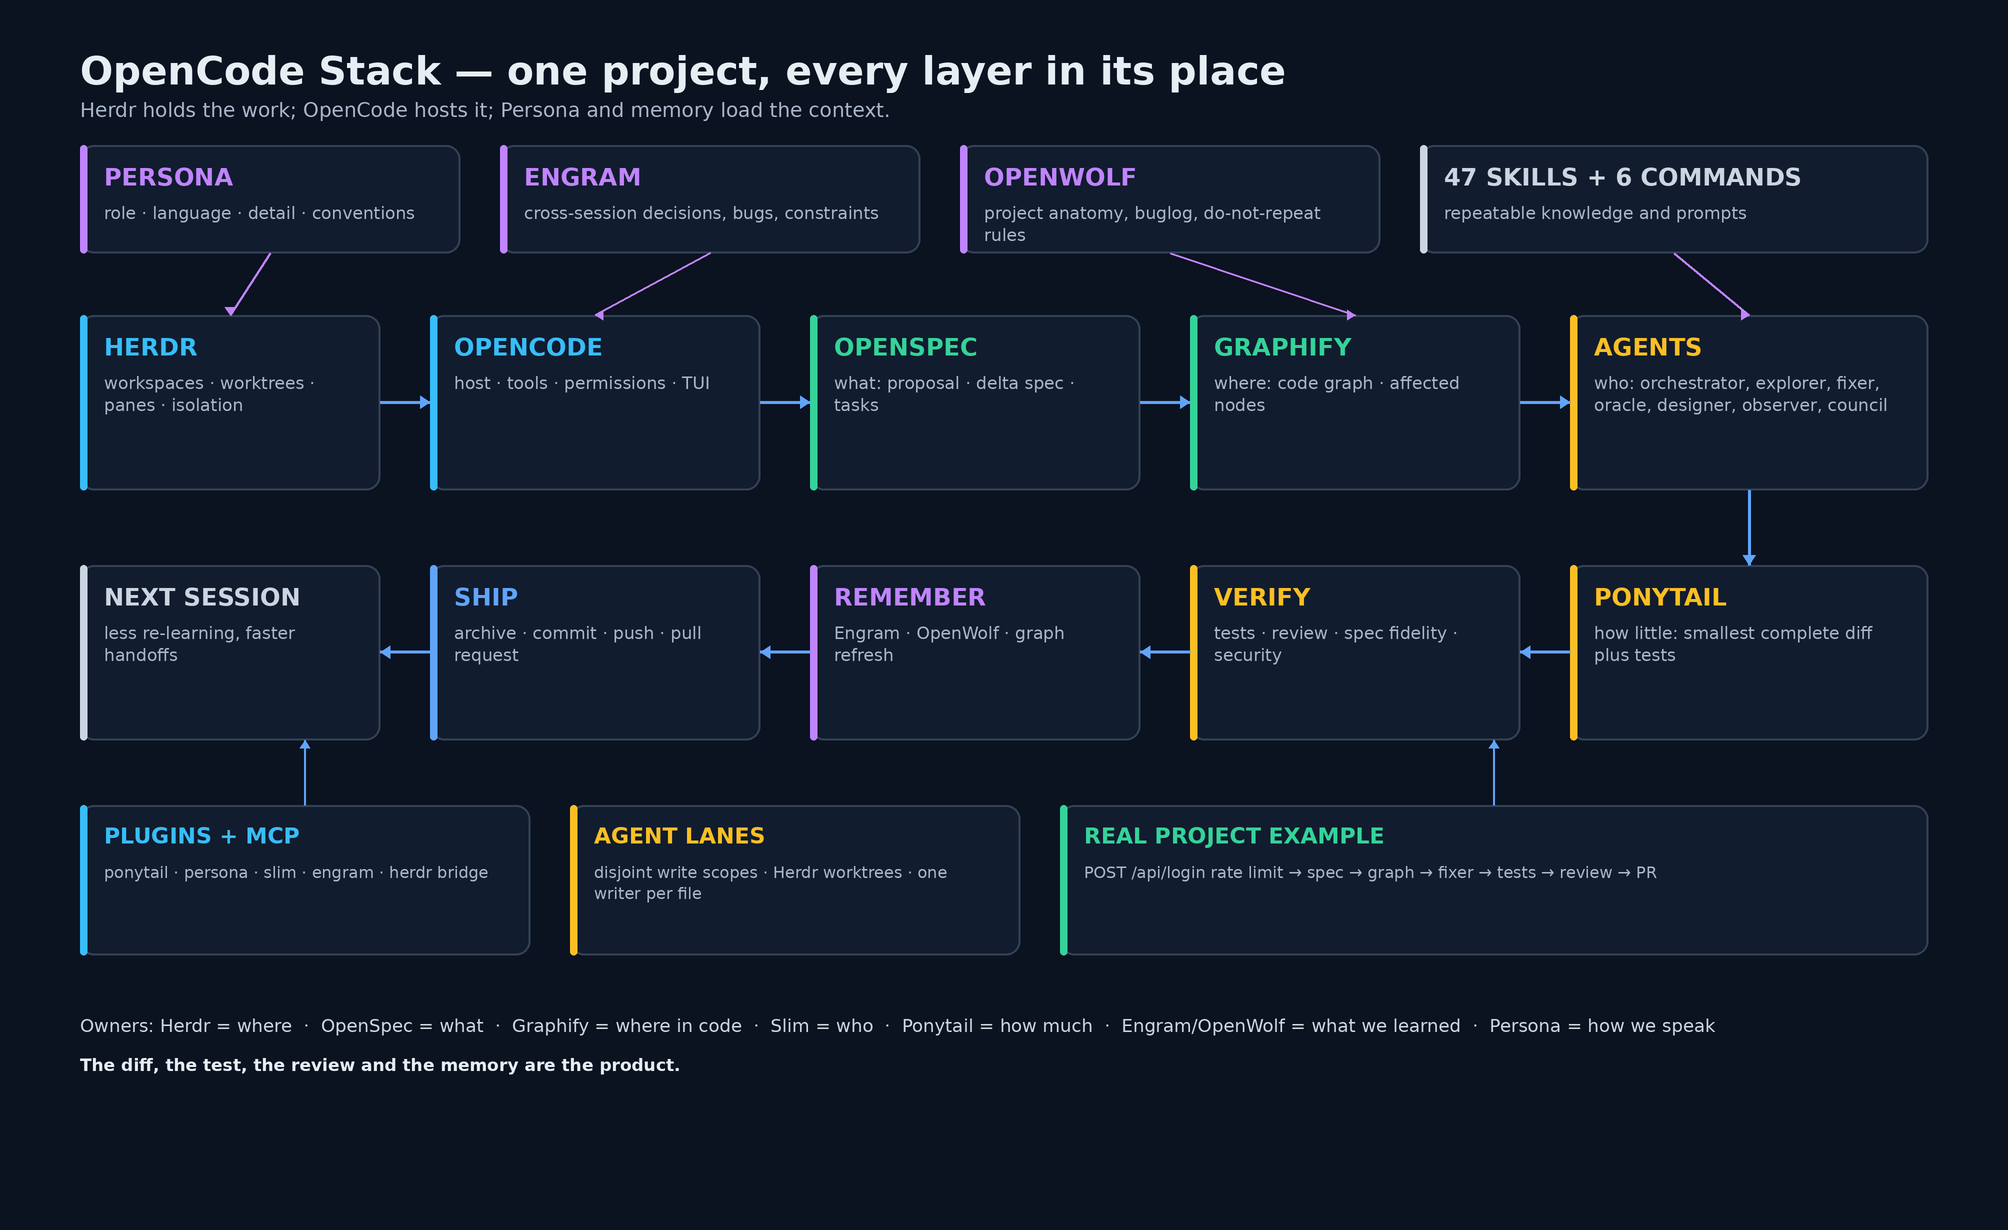 OpenCode Stack — one project, every layer in its place
Herdr holds the work; OpenCode hosts it; Persona and memory load the context.
PERSONA
role · language · detail · conventions
ENGRAM
cross-session decisions, bugs, constraints
OPENWOLF
project anatomy, buglog, do-not-repeat
rules
47 SKILLS + 6 COMMANDS
repeatable knowledge and prompts
HERDR
workspaces · worktrees ·
panes · isolation
OPENCODE
host · tools · permissions · TUI
OPENSPEC
what: proposal · delta spec ·
tasks
GRAPHIFY
where: code graph · affected
nodes
AGENTS
who: orchestrator, explorer, fixer,
oracle, designer, observer, council
NEXT SESSION
less re-learning, faster
handoffs
SHIP
archive · commit · push · pull
request
REMEMBER
Engram · OpenWolf · graph
refresh
VERIFY
tests · review · spec fidelity ·
security
PONYTAIL
how little: smallest complete diff
plus tests
PLUGINS + MCP
ponytail · persona · slim · engram · herdr bridge
AGENT LANES
disjoint write scopes · Herdr worktrees · one
writer per file
REAL PROJECT EXAMPLE
POST /api/login rate limit → spec → graph → fixer → tests → review → PR
Owners: Herdr = where · OpenSpec = what · Graphify = where in code · Slim = who · Ponytail = how much · Engram/OpenWolf = what we learned · Persona = how we speak
The diff, the test, the review and the memory are the product.